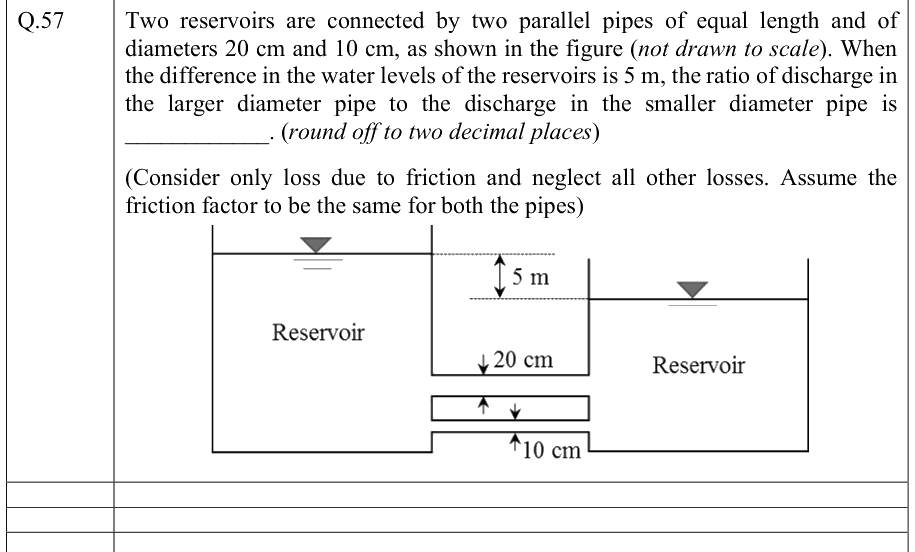 Q.57
Two reservoirs are connected by two parallel pipes of equal length and of
diameters 20 cm and 10 cm, as shown in the figure (not drawn to scale). When
the difference in the water levels of the reservoirs is 5 m, the ratio of discharge in
the larger diameter pipe to the discharge in the smaller diameter pipe is
____________. (round off to two decimal places)
(Consider only loss due to friction and neglect all other losses. Assume the
friction factor to be the same for both the pipes)
5 m
Reservoir
20 cm
Reservoir
10 cm